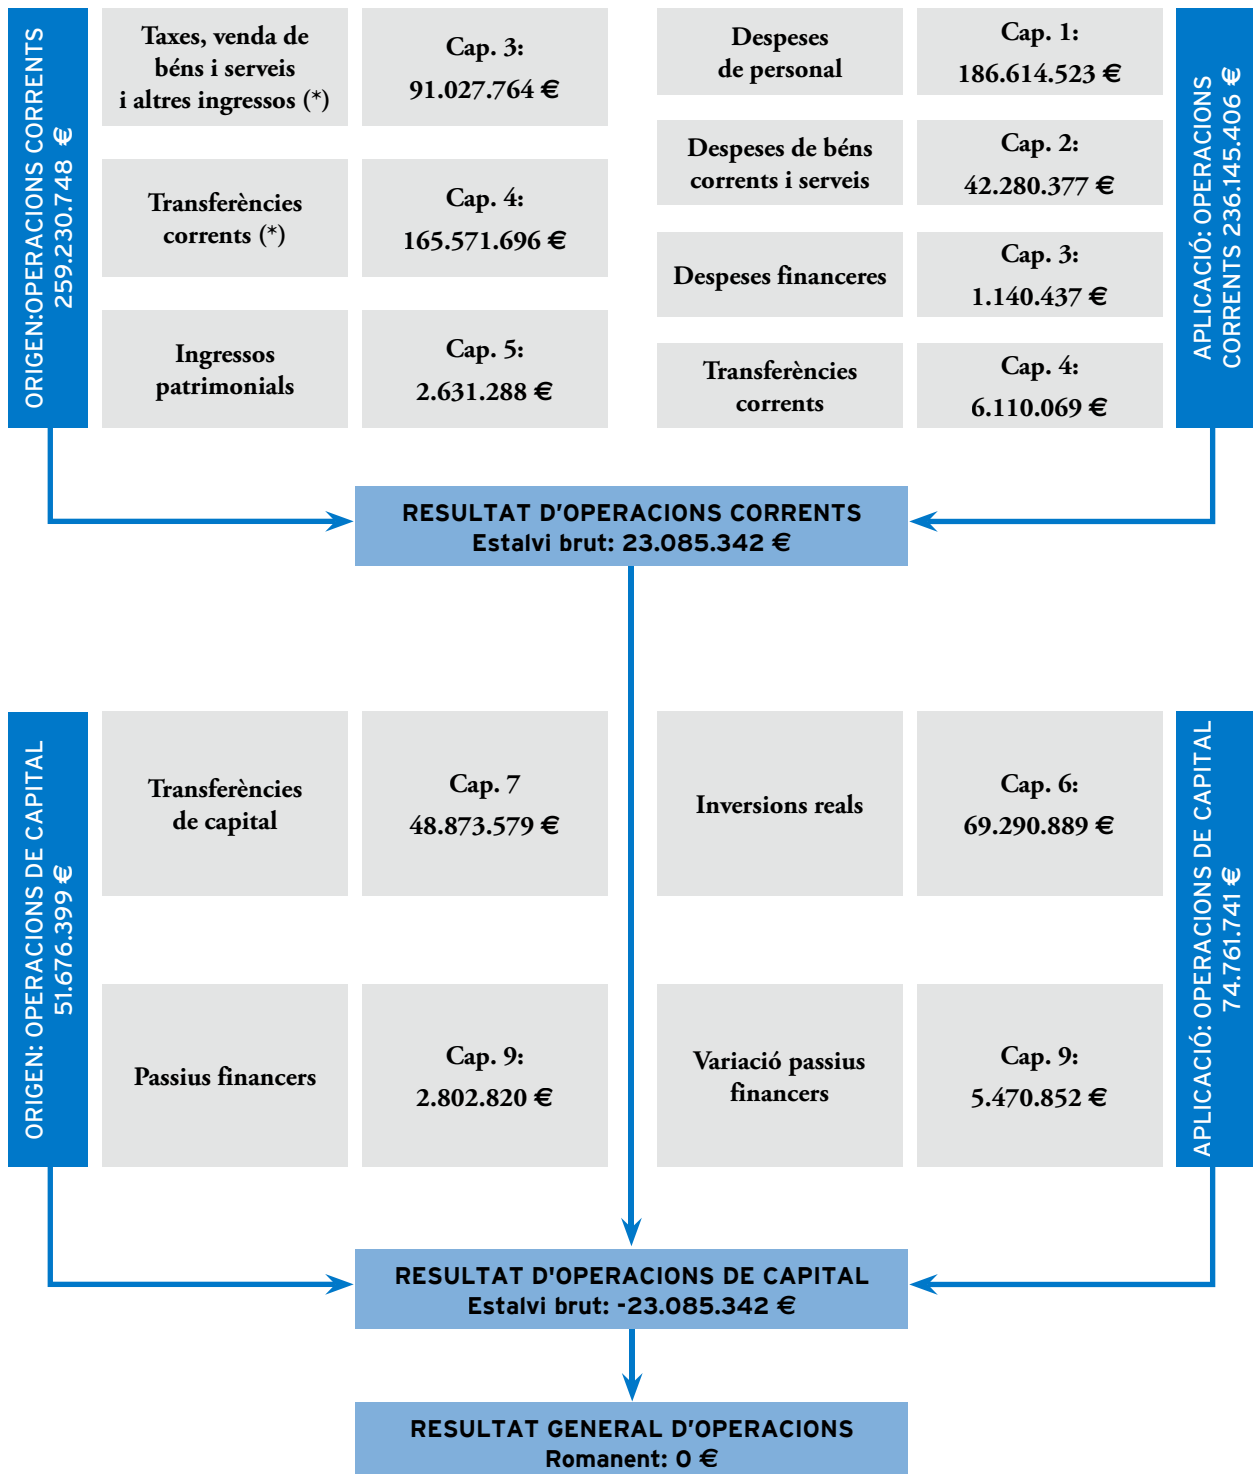 ORIGEN:OPERACIONS CORRENTS
259.230.748 €
Taxes, venda de
béns i serveis
i altres ingressos (*)
Cap. 3:
91.027.764 €
Transferències
corrents (*)
Cap. 4:
165.571.696 €
Ingressos
patrimonials
Cap. 5:
2.631.288 €
Despeses
de personal
Cap. 1:
186.614.523 €
Despeses de béns
corrents i serveis
Cap. 2:
42.280.377 €
Despeses financeres
Cap. 3:
1.140.437 €
Transferències
corrents
Cap. 4:
6.110.069 €
APLICACIÓ: OPERACIONS
CORRENTS 236.145.406 €
RESULTAT D’OPERACIONS CORRENTS
Estalvi brut: 23.085.342 €
ORIGEN: OPERACIONS DE CAPITAL
51.676.399 €
Transferències
de capital
Cap. 7
48.873.579 €
Passius financers
Cap. 9:
2.802.820 €
Inversions reals
Cap. 6:
69.290.889 €
Variació passius
financers
Cap. 9:
5.470.852 €
APLICACIÓ: OPERACIONS DE CAPITAL
74.761.741 €
RESULTAT D'OPERACIONS DE CAPITAL
Estalvi brut: -23.085.342 €
RESULTAT GENERAL D’OPERACIONS
Romanent: 0 €